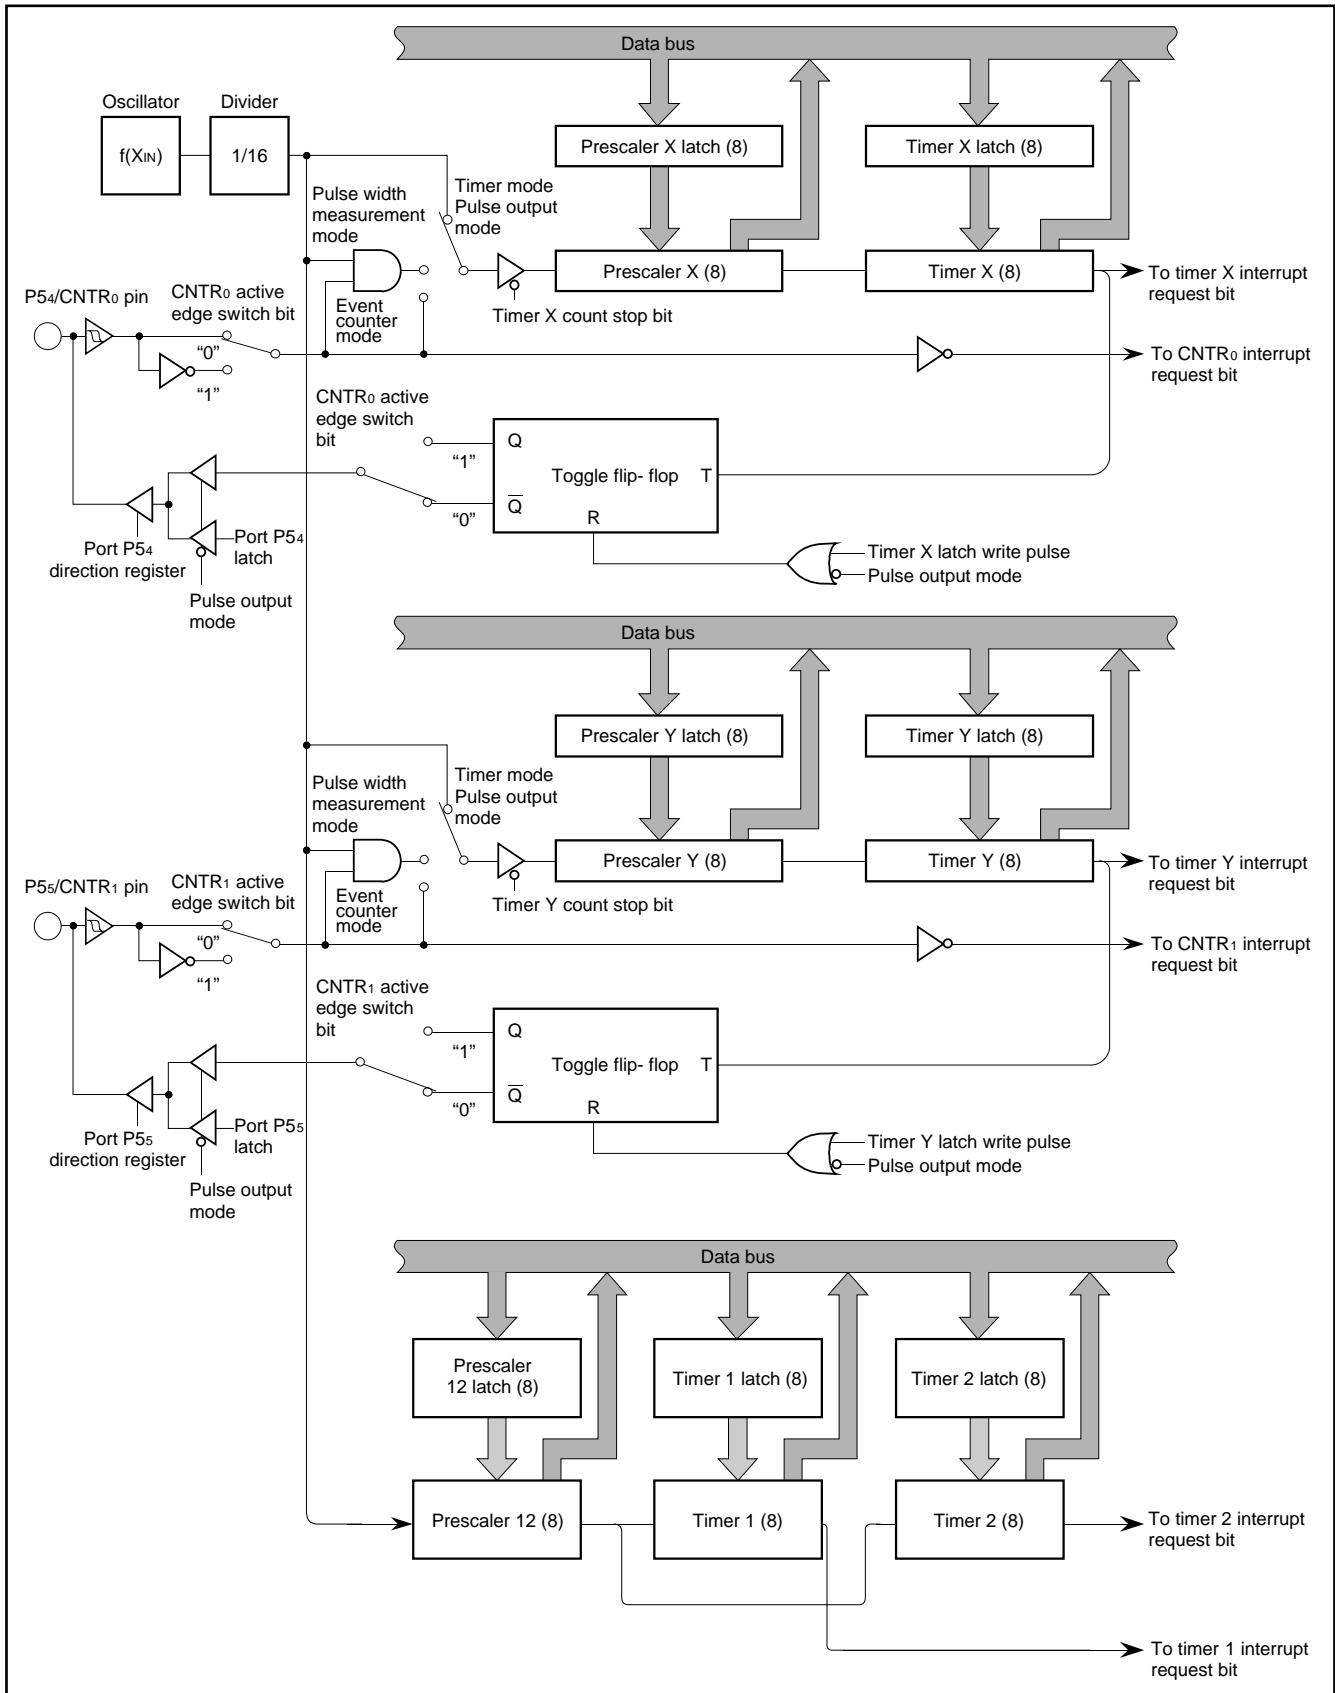 Data bus
Oscillator
Divider
f(XIN)
1/16
Prescaler X latch (8)
Timer X latch (8)
Pulse width
measurement
mode
Timer mode
Pulse output
mode
Prescaler X (8)
Timer X (8)
To timer X interrupt
request bit
P54/CNTR0 pin
CNTR0 active
edge switch bit
Event
counter
mode
Timer X count stop bit
“0”
“1”
To CNTR0 interrupt
request bit
CNTR0 active
edge switch
bit
“1”
“0”
Q
Q̅
Toggle flip- flop
T
R
Port P54
direction register
Port P54
latch
Pulse output
mode
Timer X latch write pulse
Pulse output mode
Data bus
Prescaler Y latch (8)
Timer Y latch (8)
Pulse width
measurement
mode
Timer mode
Pulse output
mode
Prescaler Y (8)
Timer Y (8)
To timer Y interrupt
request bit
P55/CNTR1 pin
CNTR1 active
edge switch bit
Event
counter
mode
Timer Y count stop bit
“0”
“1”
To CNTR1 interrupt
request bit
CNTR1 active
edge switch
bit
“1”
“0”
Q
Q̅
Toggle flip- flop
T
R
Port P55
direction register
Port P55
latch
Pulse output
mode
Timer Y latch write pulse
Pulse output mode
Data bus
Prescaler
12 latch (8)
Timer 1 latch (8)
Timer 2 latch (8)
Prescaler 12 (8)
Timer 1 (8)
Timer 2 (8)
To timer 2 interrupt
request bit
To timer 1 interrupt
request bit